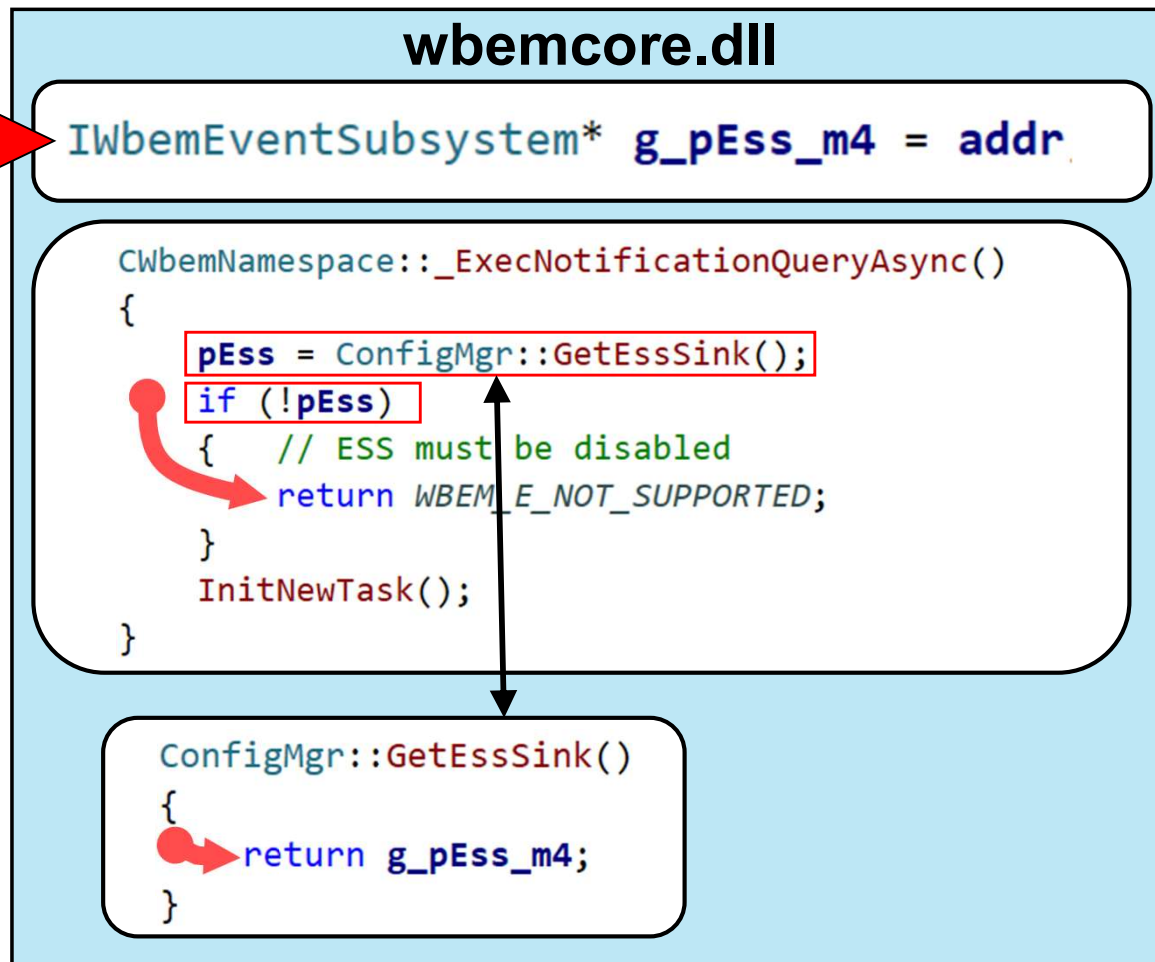 wbemcore.dll
IWbemEventSubsystem* g_pEss_m4 = addr
CWbemNamespace::_ExecNotificationQueryAsync()
{
pEss = ConfigMgr::GetEssSink();
if (!pEss)
{ // ESS must be disabled
return WBEM_E_NOT_SUPPORTED;
}
InitNewTask();
}
ConfigMgr::GetEssSink()
{
return g_pEss_m4;
}